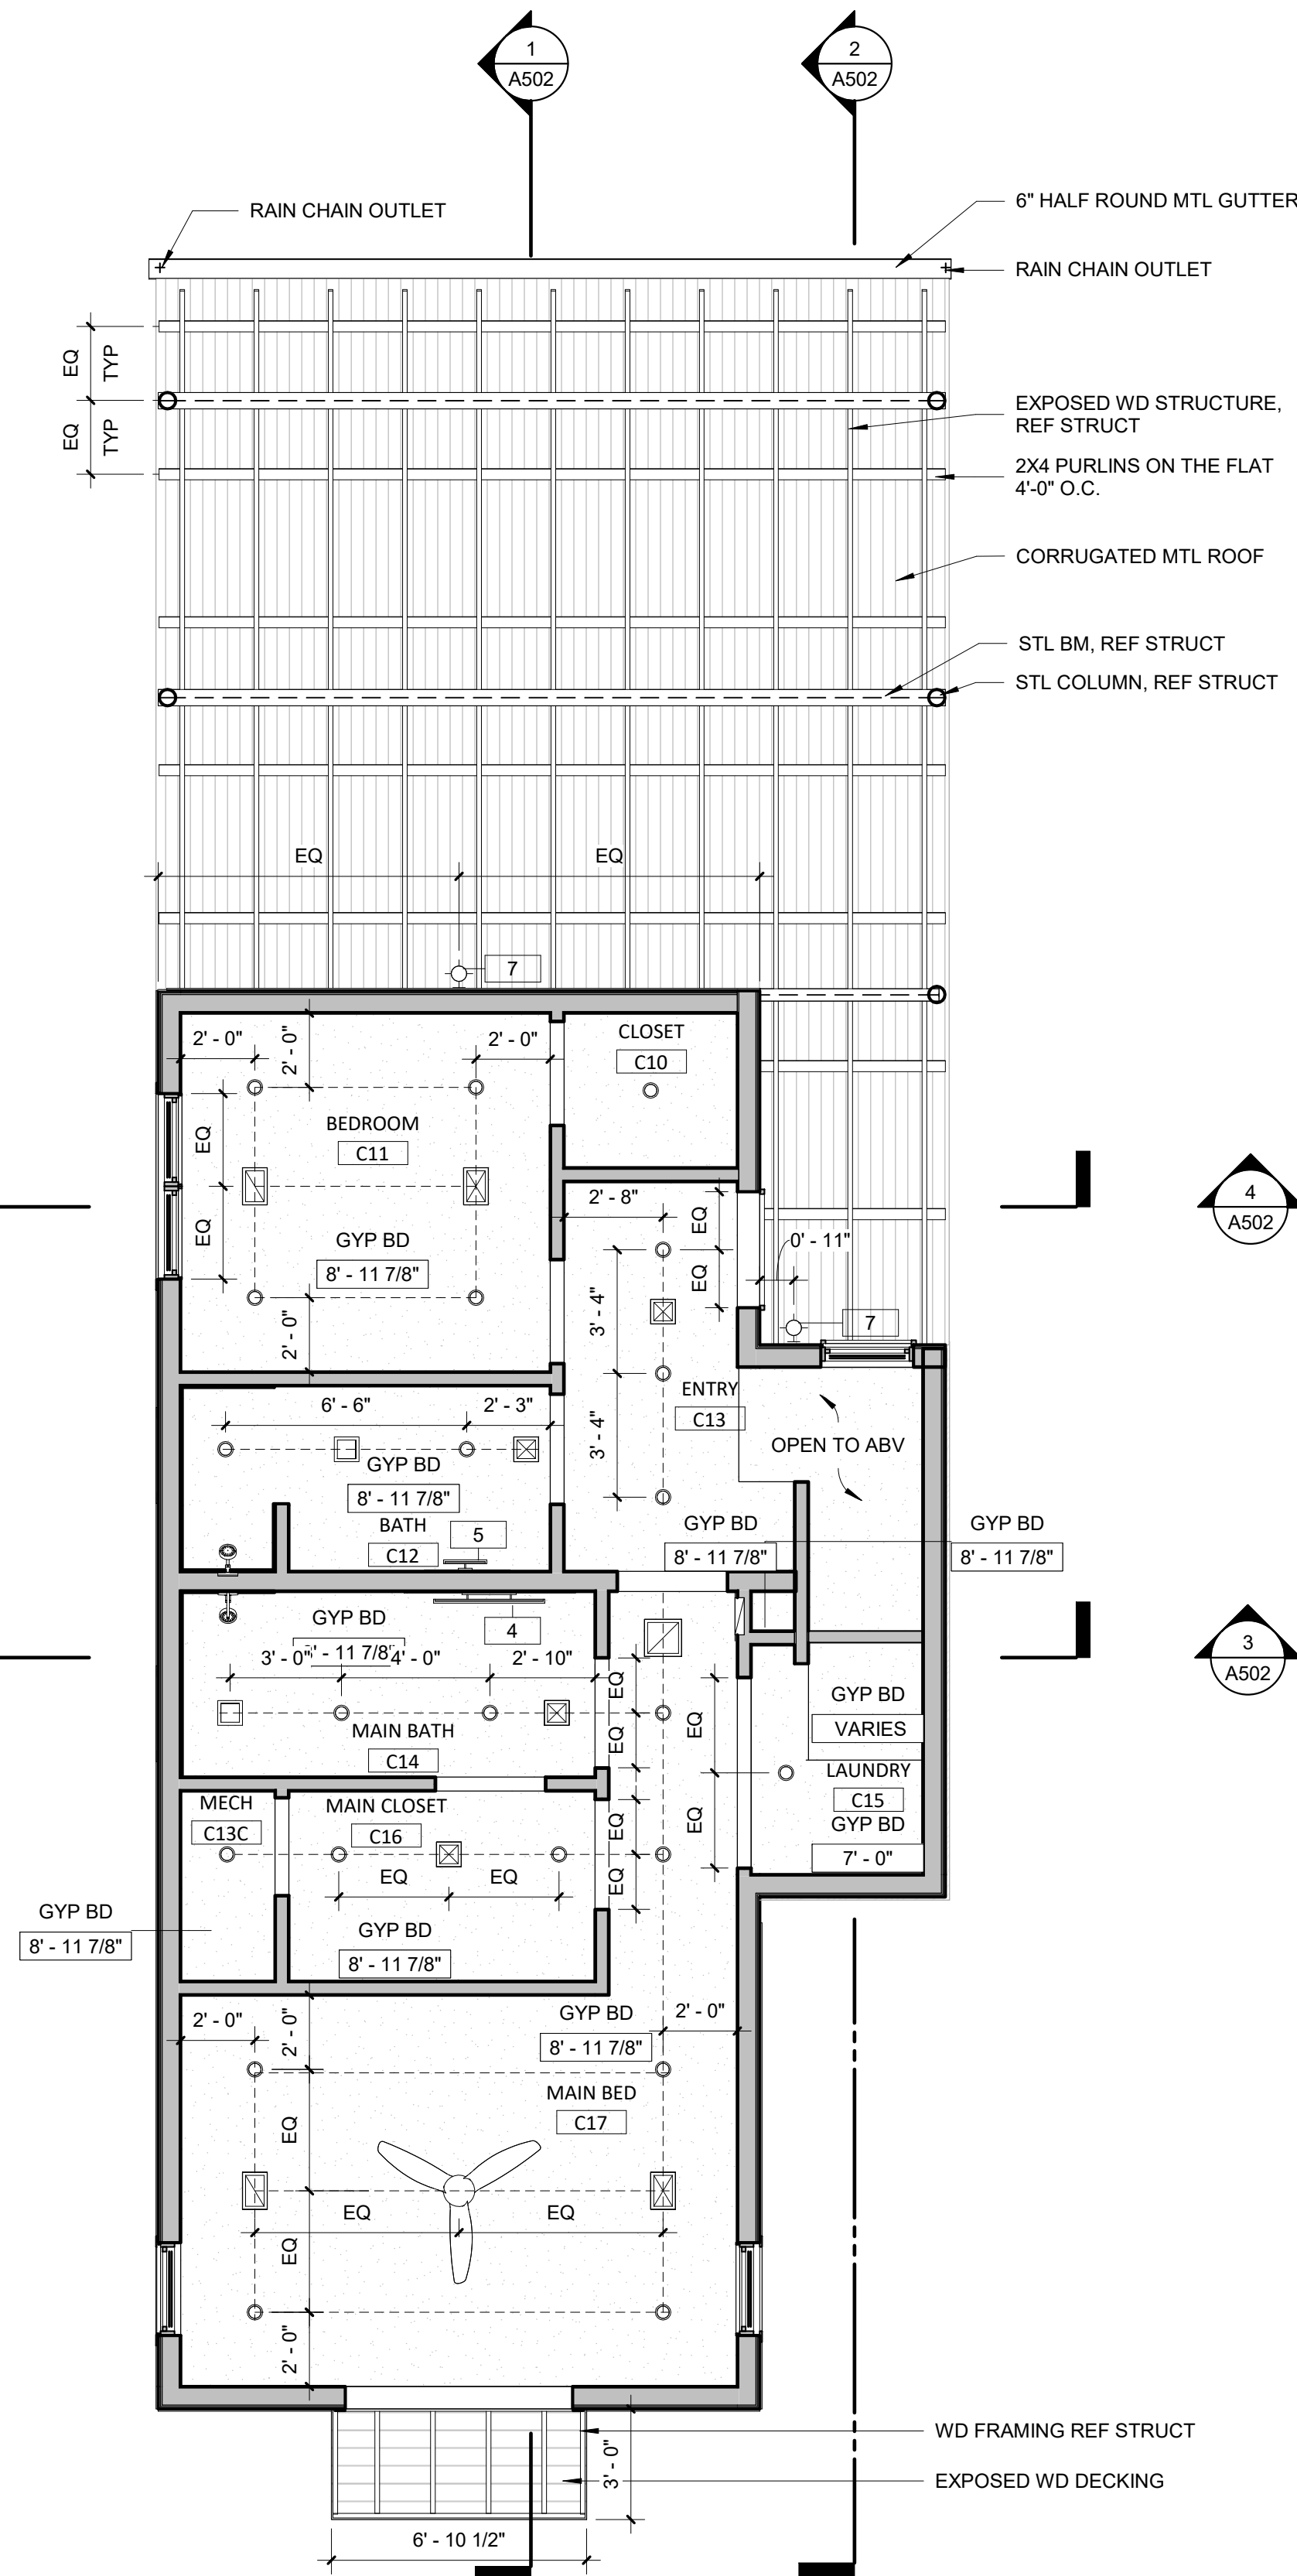 1
A502
2
A502
RAIN CHAIN OUTLET
6" HALF ROUND MTL GUTTER
RAIN CHAIN OUTLET
EQ
TYP
EQ
TYP
EXPOSED WD STRUCTURE,
REF STRUCT
2X4 PURLINS ON THE FLAT
4'-0" O.C.
CORRUGATED MTL ROOF
STL BM, REF STRUCT
STL COLUMN, REF STRUCT
EQ
EQ
7
2' - 0"
2' - 0"
2' - 0"
CLOSET
C10
BEDROOM
C11
EQ
EQ
GYP BD
8' - 11 7/8"
2' - 0"
2' - 8"
EQ
EQ
0' - 11"
7
3' - 4"
3' - 4"
4
A502
ENTRY
C13
OPEN TO ABV
6' - 6"
2' - 3"
GYP BD
8' - 11 7/8"
BATH
C12
5
GYP BD
8' - 11 7/8"
GYP BD
8' - 11 7/8"
GYP BD
' - 11 7/8"
4
3' - 0"
4' - 0"
2' - 10"
EQ
EQ
EQ
EQ
MAIN BATH
C14
3
A502
GYP BD
VARIES
LAUNDRY
C15
GYP BD
7' - 0"
MECH
C13C
MAIN CLOSET
C16
EQ
EQ
EQ
EQ
GYP BD
8' - 11 7/8"
GYP BD
8' - 11 7/8"
2' - 0"
2' - 0"
GYP BD
8' - 11 7/8"
2' - 0"
MAIN BED
C17
EQ
EQ
EQ
EQ
2' - 0"
WD FRAMING REF STRUCT
EXPOSED WD DECKING
3' - 0"
6' - 10 1/2"